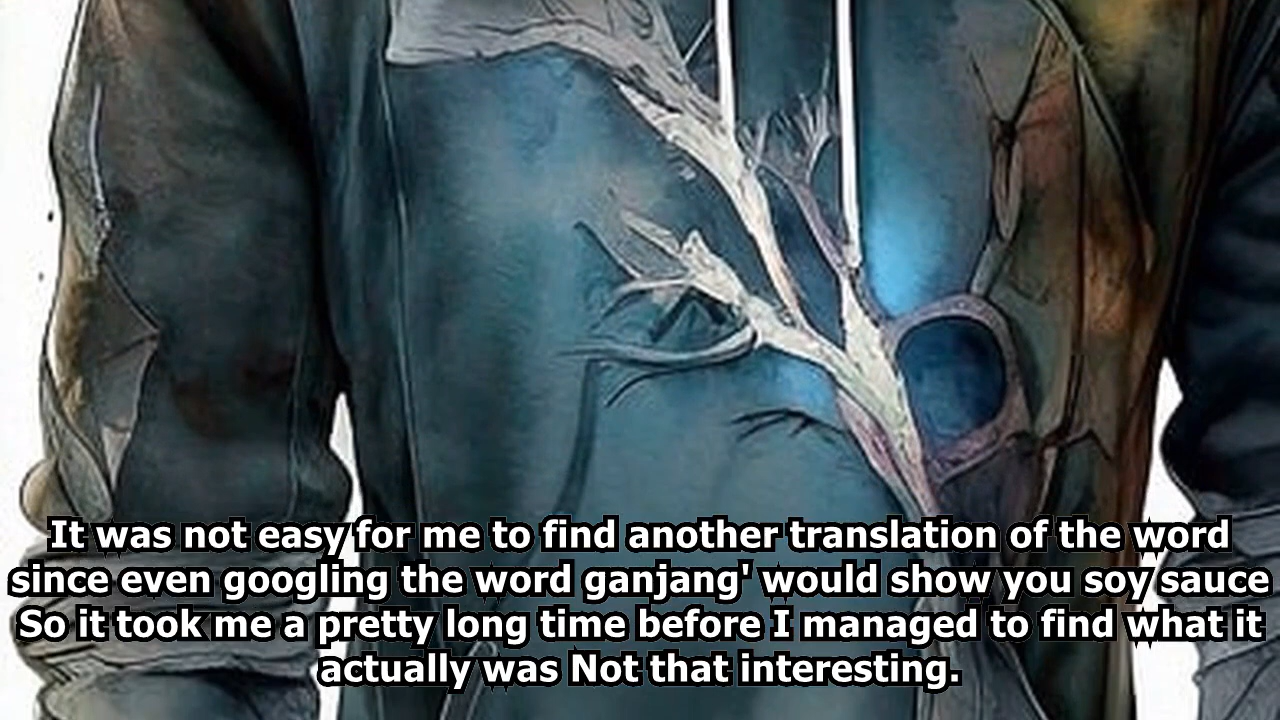 It was not easy for me to find another translation of the word
since even googling the word ganjang' would show you soy sauce
So it took me a pretty long time before I managed to find what it
actually was Not that interesting.